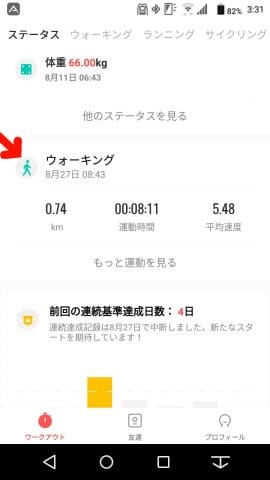 82% 3:31
ステータス ウォーキング ランニング サイクリング
体重 66.00kg
8月11日 06:43
他のステータスを見る
ウォーキング
8月27日 08:43
0.74 00:08:11 5.48
km 運動時間 平均速度
もっと運動を見る
前回の連続基準達成日数： 4日
連続達成記録は8月27日で中断しました。新たなスタ
ートを期待しています！
ワークアウト 友達 プロフィール